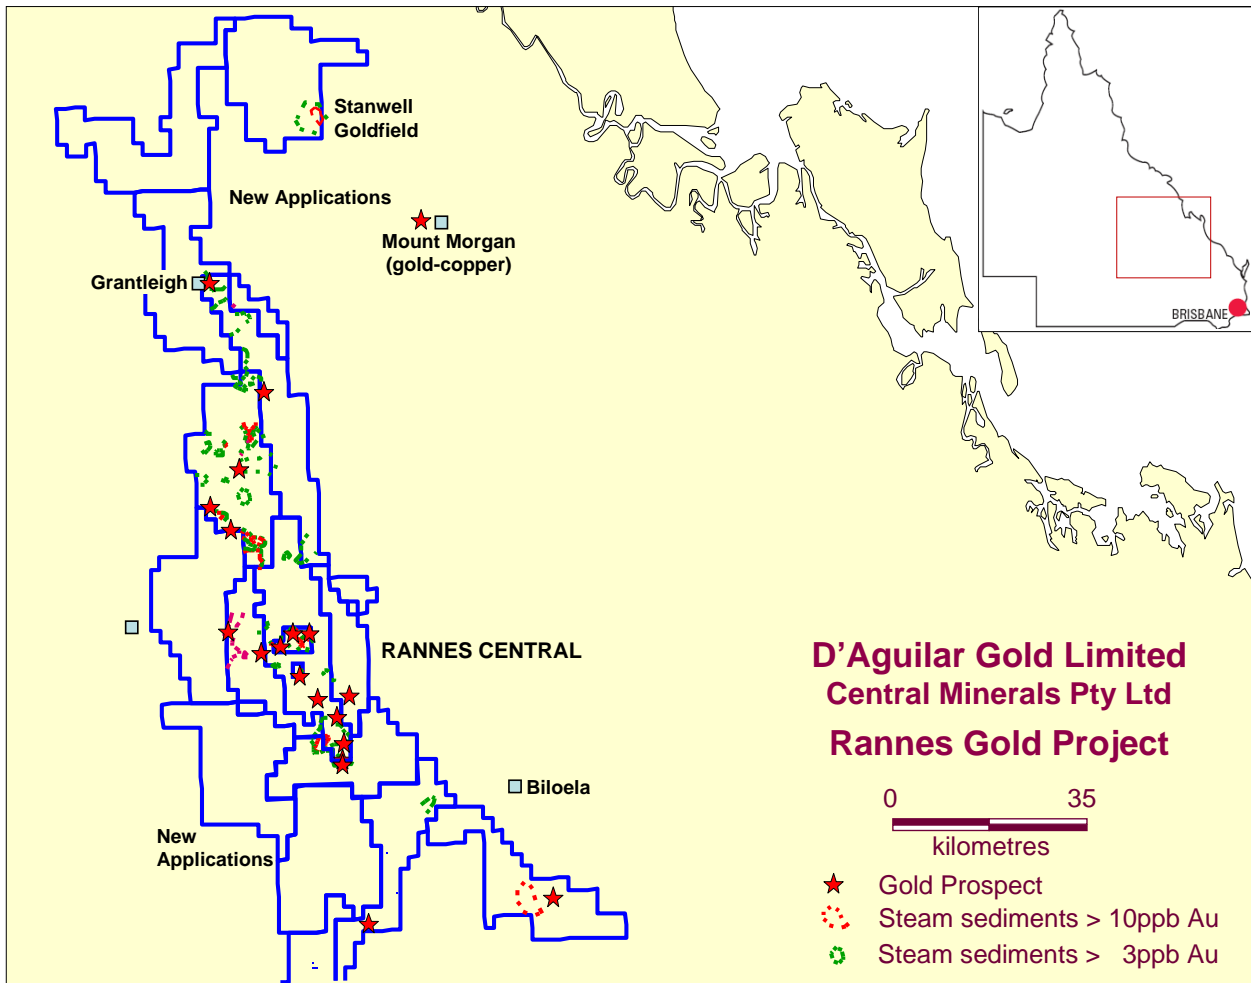 Stanwell
Goldfield
New Applications
Mount Morgan
(gold-copper)
Grantleigh
BRISBANE
RANNES CENTRAL
D'Aguilar Gold Limited
Central Minerals Pty Ltd
Rannes Gold Project
Biloela
0 35
kilometres
New
Applications
Gold Prospect
Steam sediments > 10ppb Au
Steam sediments > 3ppb Au